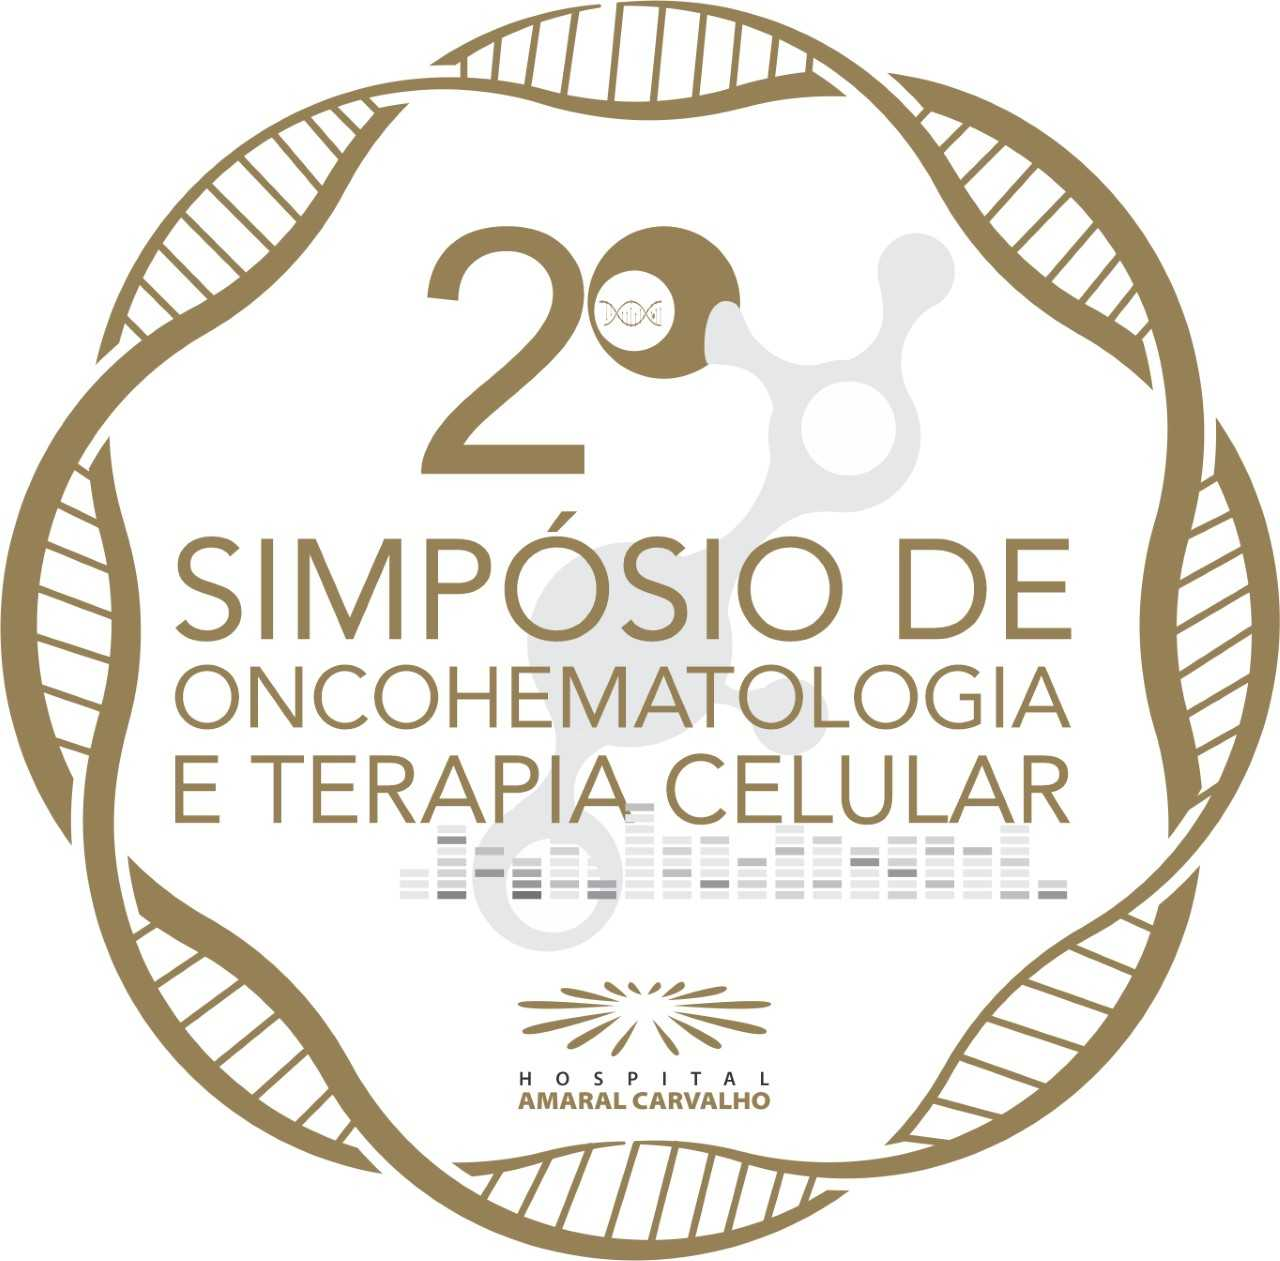 2º
SIMPÓSIO DE
ONCOHEMATOLOGIA
E TERAPIA CELULAR
HOSPITAL
AMARAL CARVALHO